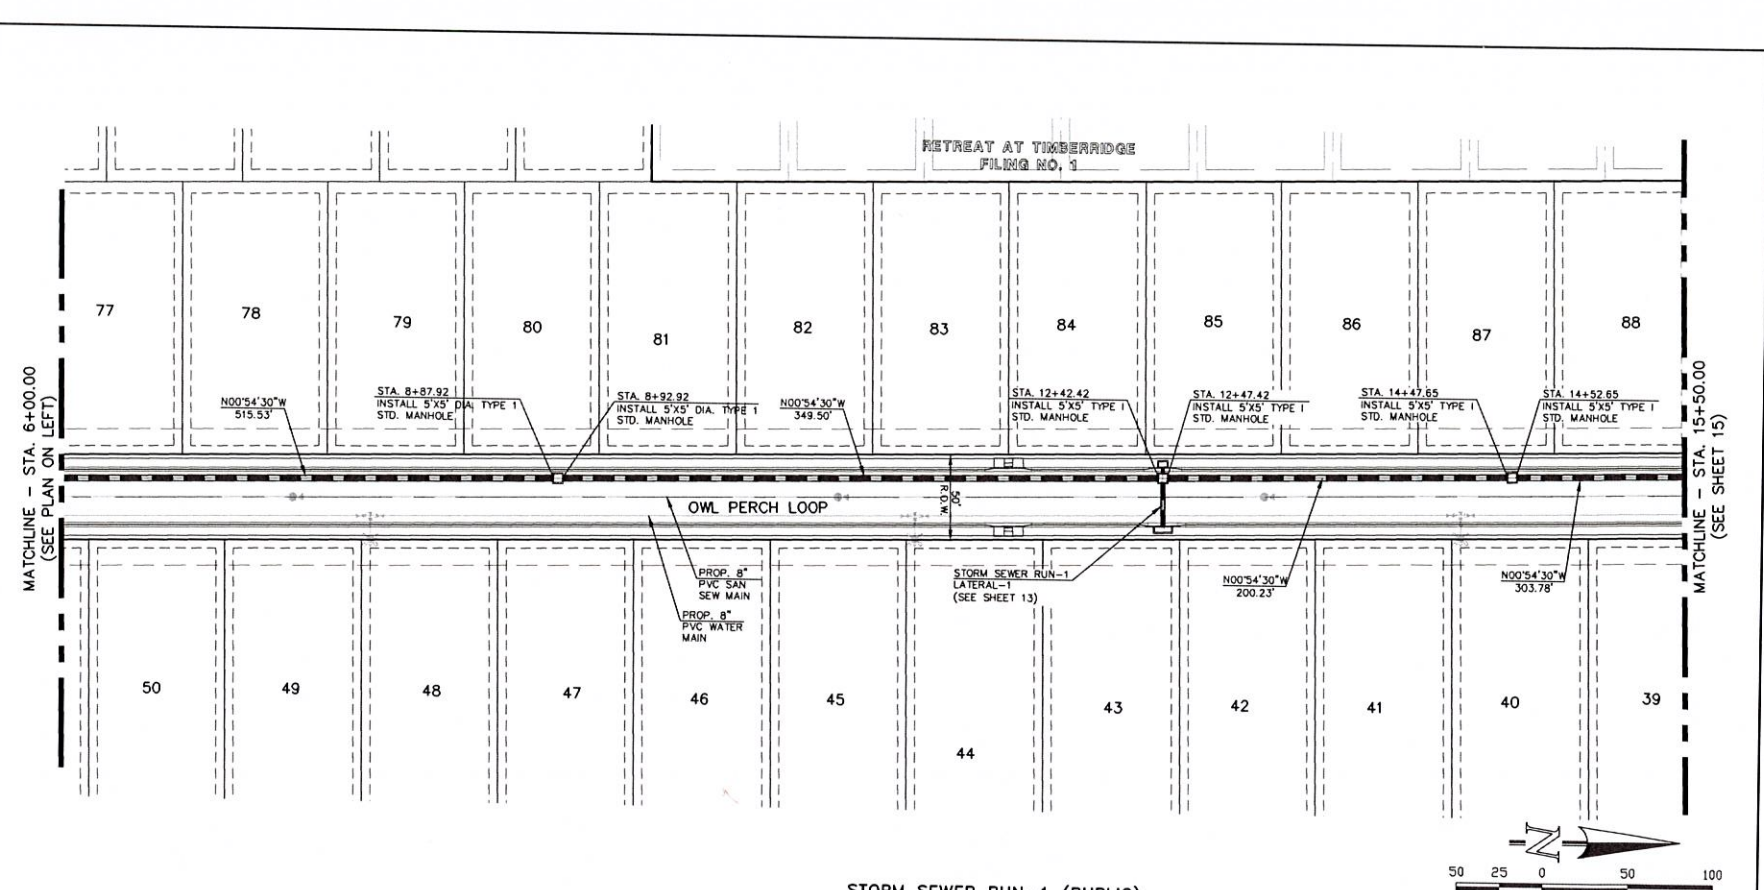 RETREAT AT TIMBERRIDGE
FILING NO. 1
77
78
79
80
81
82
83
84
85
86
87
88
MATCHLINE - STA. 6+00.00
(SEE PLAN ON LEFT)
N00°54'30"W
515.53'
STA. 8+87.92
INSTALL 5'X5' DIA. TYPE 1
STD. MANHOLE
STA. 8+92.92
INSTALL 5'X5' DIA. TYPE 1
STD. MANHOLE
N00°54'30"W
349.50'
STA. 12+42.42
INSTALL 5'X5' TYPE I
STD. MANHOLE
STA. 12+47.42
INSTALL 5'X5' TYPE I
STD. MANHOLE
STA. 14+47.65
INSTALL 5'X5' TYPE I
STD. MANHOLE
STA. 14+52.65
INSTALL 5'X5' TYPE I
STD. MANHOLE
MATCHLINE - STA. 15+50.00
(SEE SHEET 15)
OWL PERCH LOOP
50'
R.O.W.
PROP. 8"
PVC SAN
SEW MAIN
PROP. 8"
PVC WATER
MAIN
STORM SEWER RUN-1
LATERAL-1
(SEE SHEET 13)
N00°54'30"W
200.23'
N00°54'30"W
303.78'
50
49
48
47
46
45
44
43
42
41
40
39
N
50 25 0 50 100
STORM SEWER RUN-1 (PUBLIC)